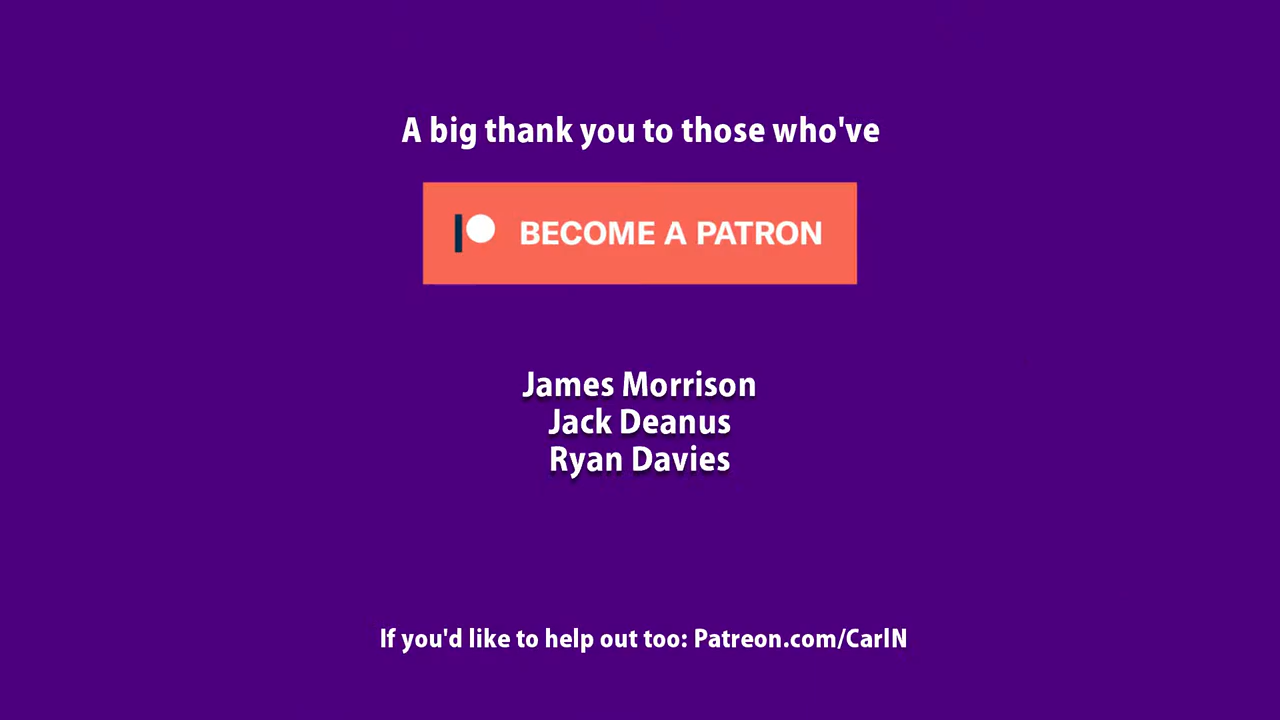 A big thank you to those who've
BECOME A PATRON
James Morrison
Jack Deanus
Ryan Davies
If you'd like to help out too: Patreon.com/CarlN